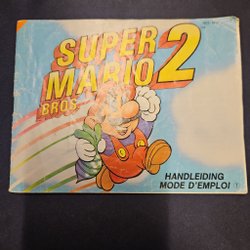 SUPER
MARIO 2
BROS.
HANDLEIDING
MODE D'EMPLOI